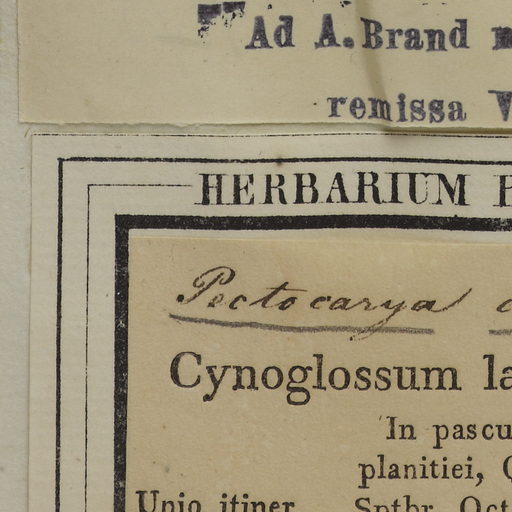 Ad A. Brand
remissa
HERBARIUM
Pectocarya
Cynoglossum la
In pascu
planitiei,
Unio itiner. Sptbr. Oct